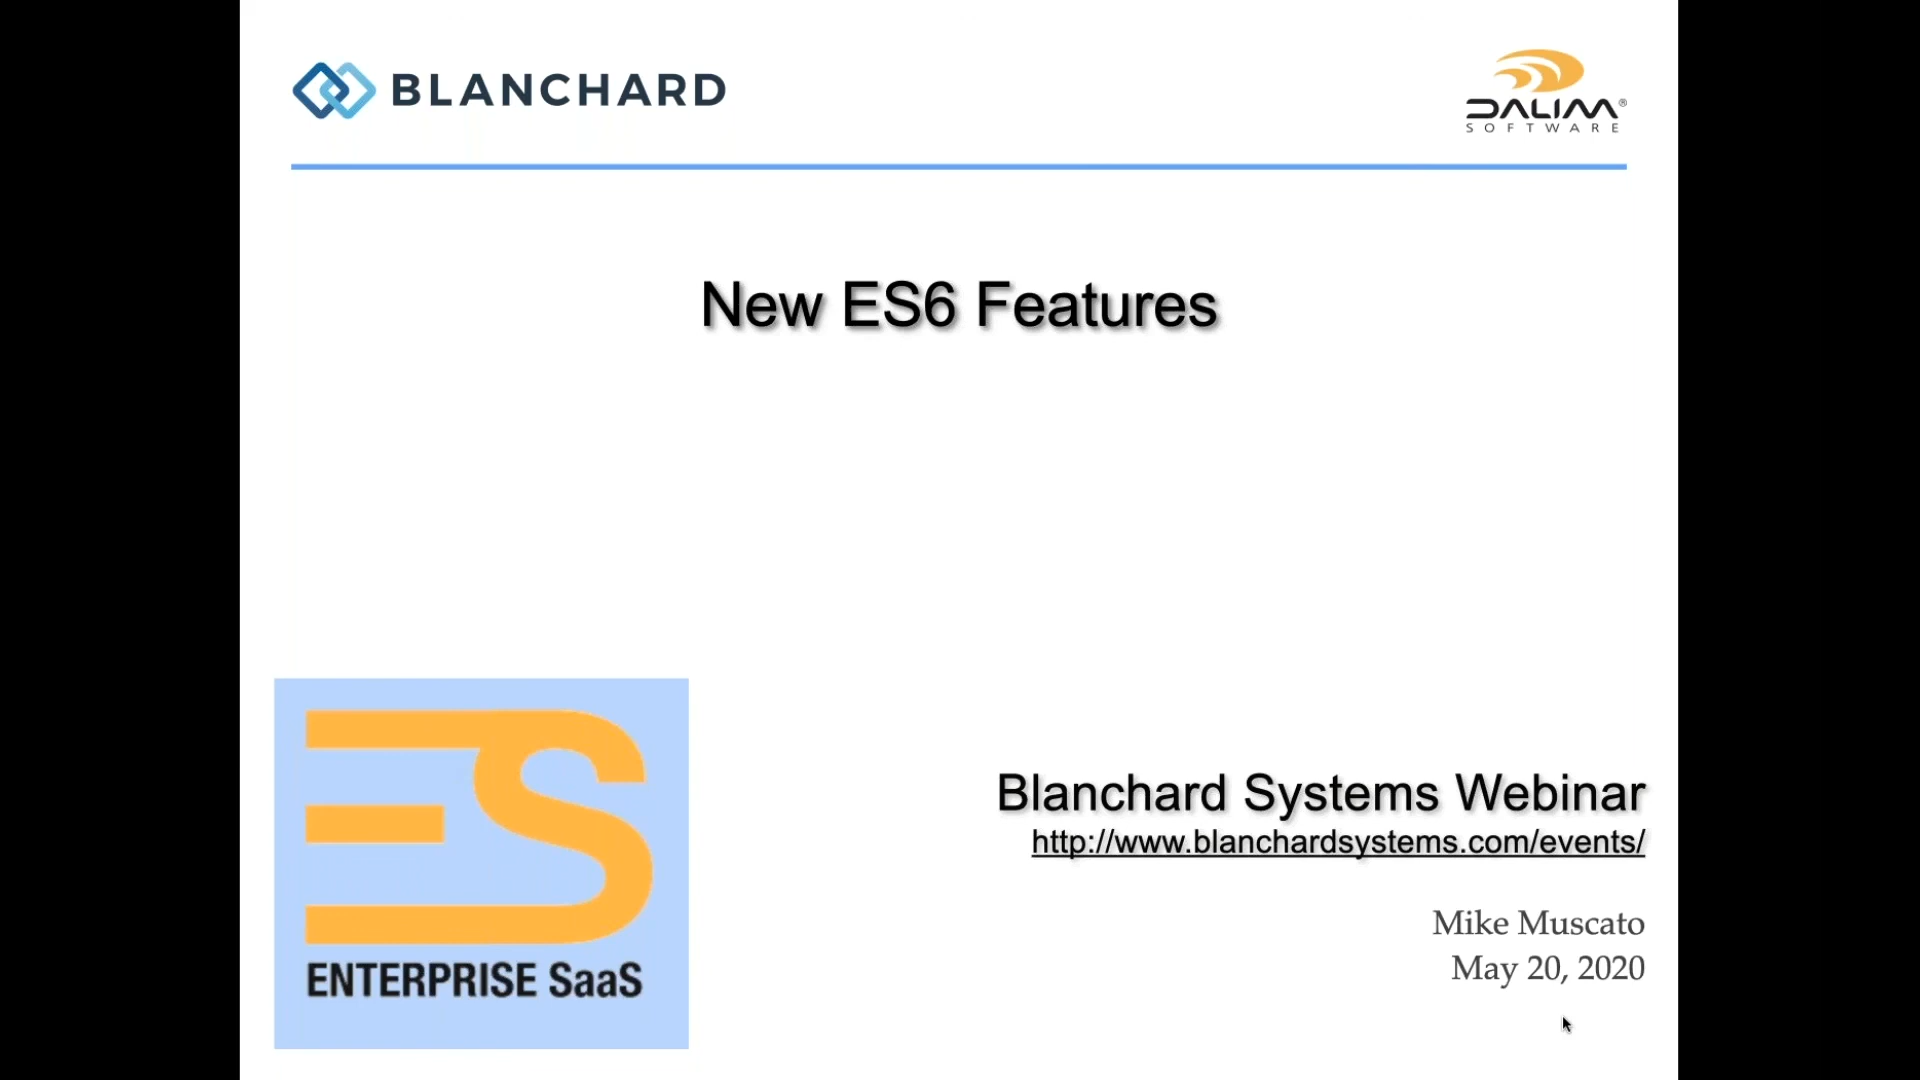 BLANCHARD
DALIM®
SOFTWARE
New ES6 Features
ES
ENTERPRISE SaaS
Blanchard Systems Webinar
http://www.blanchardsystems.com/events/
Mike Muscato
May 20, 2020